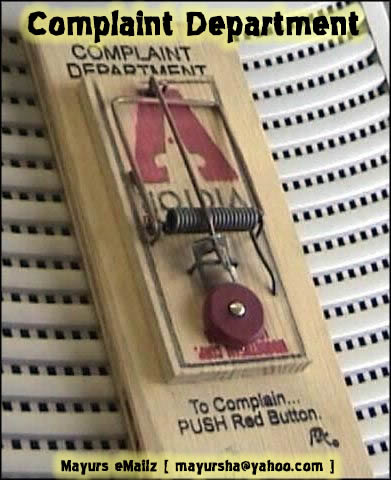 Complaint Department
COMPLAINT
DEPARTMENT
A
To Complain...
PUSH Red Button.
Mayurs eMailz [ mayursha@yahoo.com ]